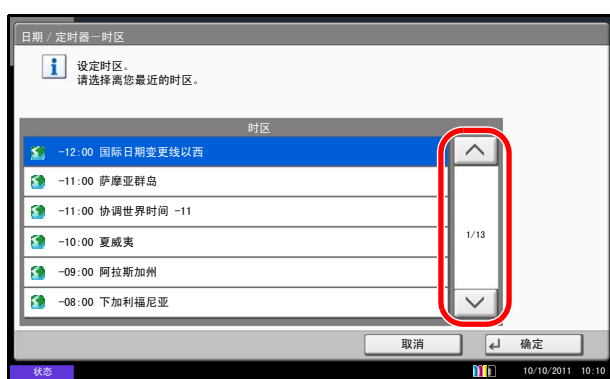 日期 / 定时器－时区
设定时区。
请选择离您最近的时区。
时区
-12:00 国际日期变更线以西
-11:00 萨摩亚群岛
-11:00 协调世界时间 -11
-10:00 夏威夷
-09:00 阿拉斯加州
-08:00 下加利福尼亚
1/13
取消
确定
状态
10/10/2011 10:10